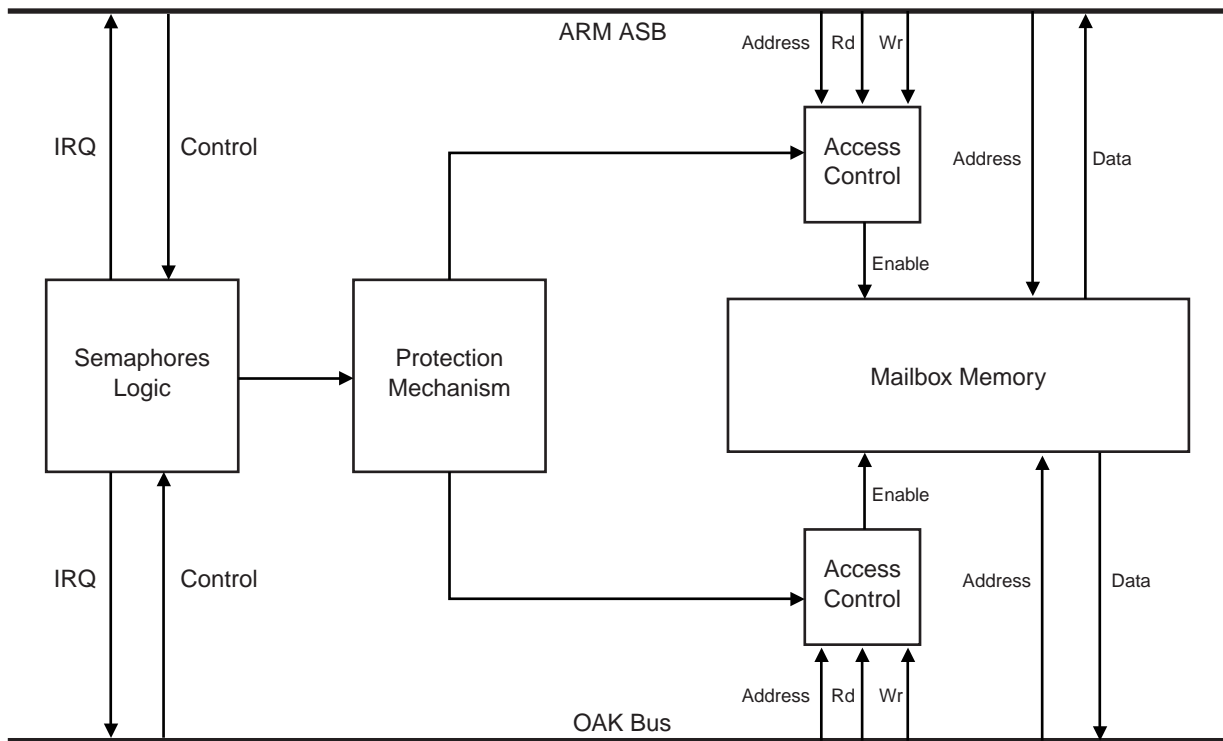 ARM ASB
Address Rd Wr
IRQ Control
Access
Control
Address Data
Enable
Semaphores
Logic
Protection
Mechanism
Mailbox Memory
Enable
IRQ Control
Access
Control
Address Data
Address Rd Wr
OAK Bus